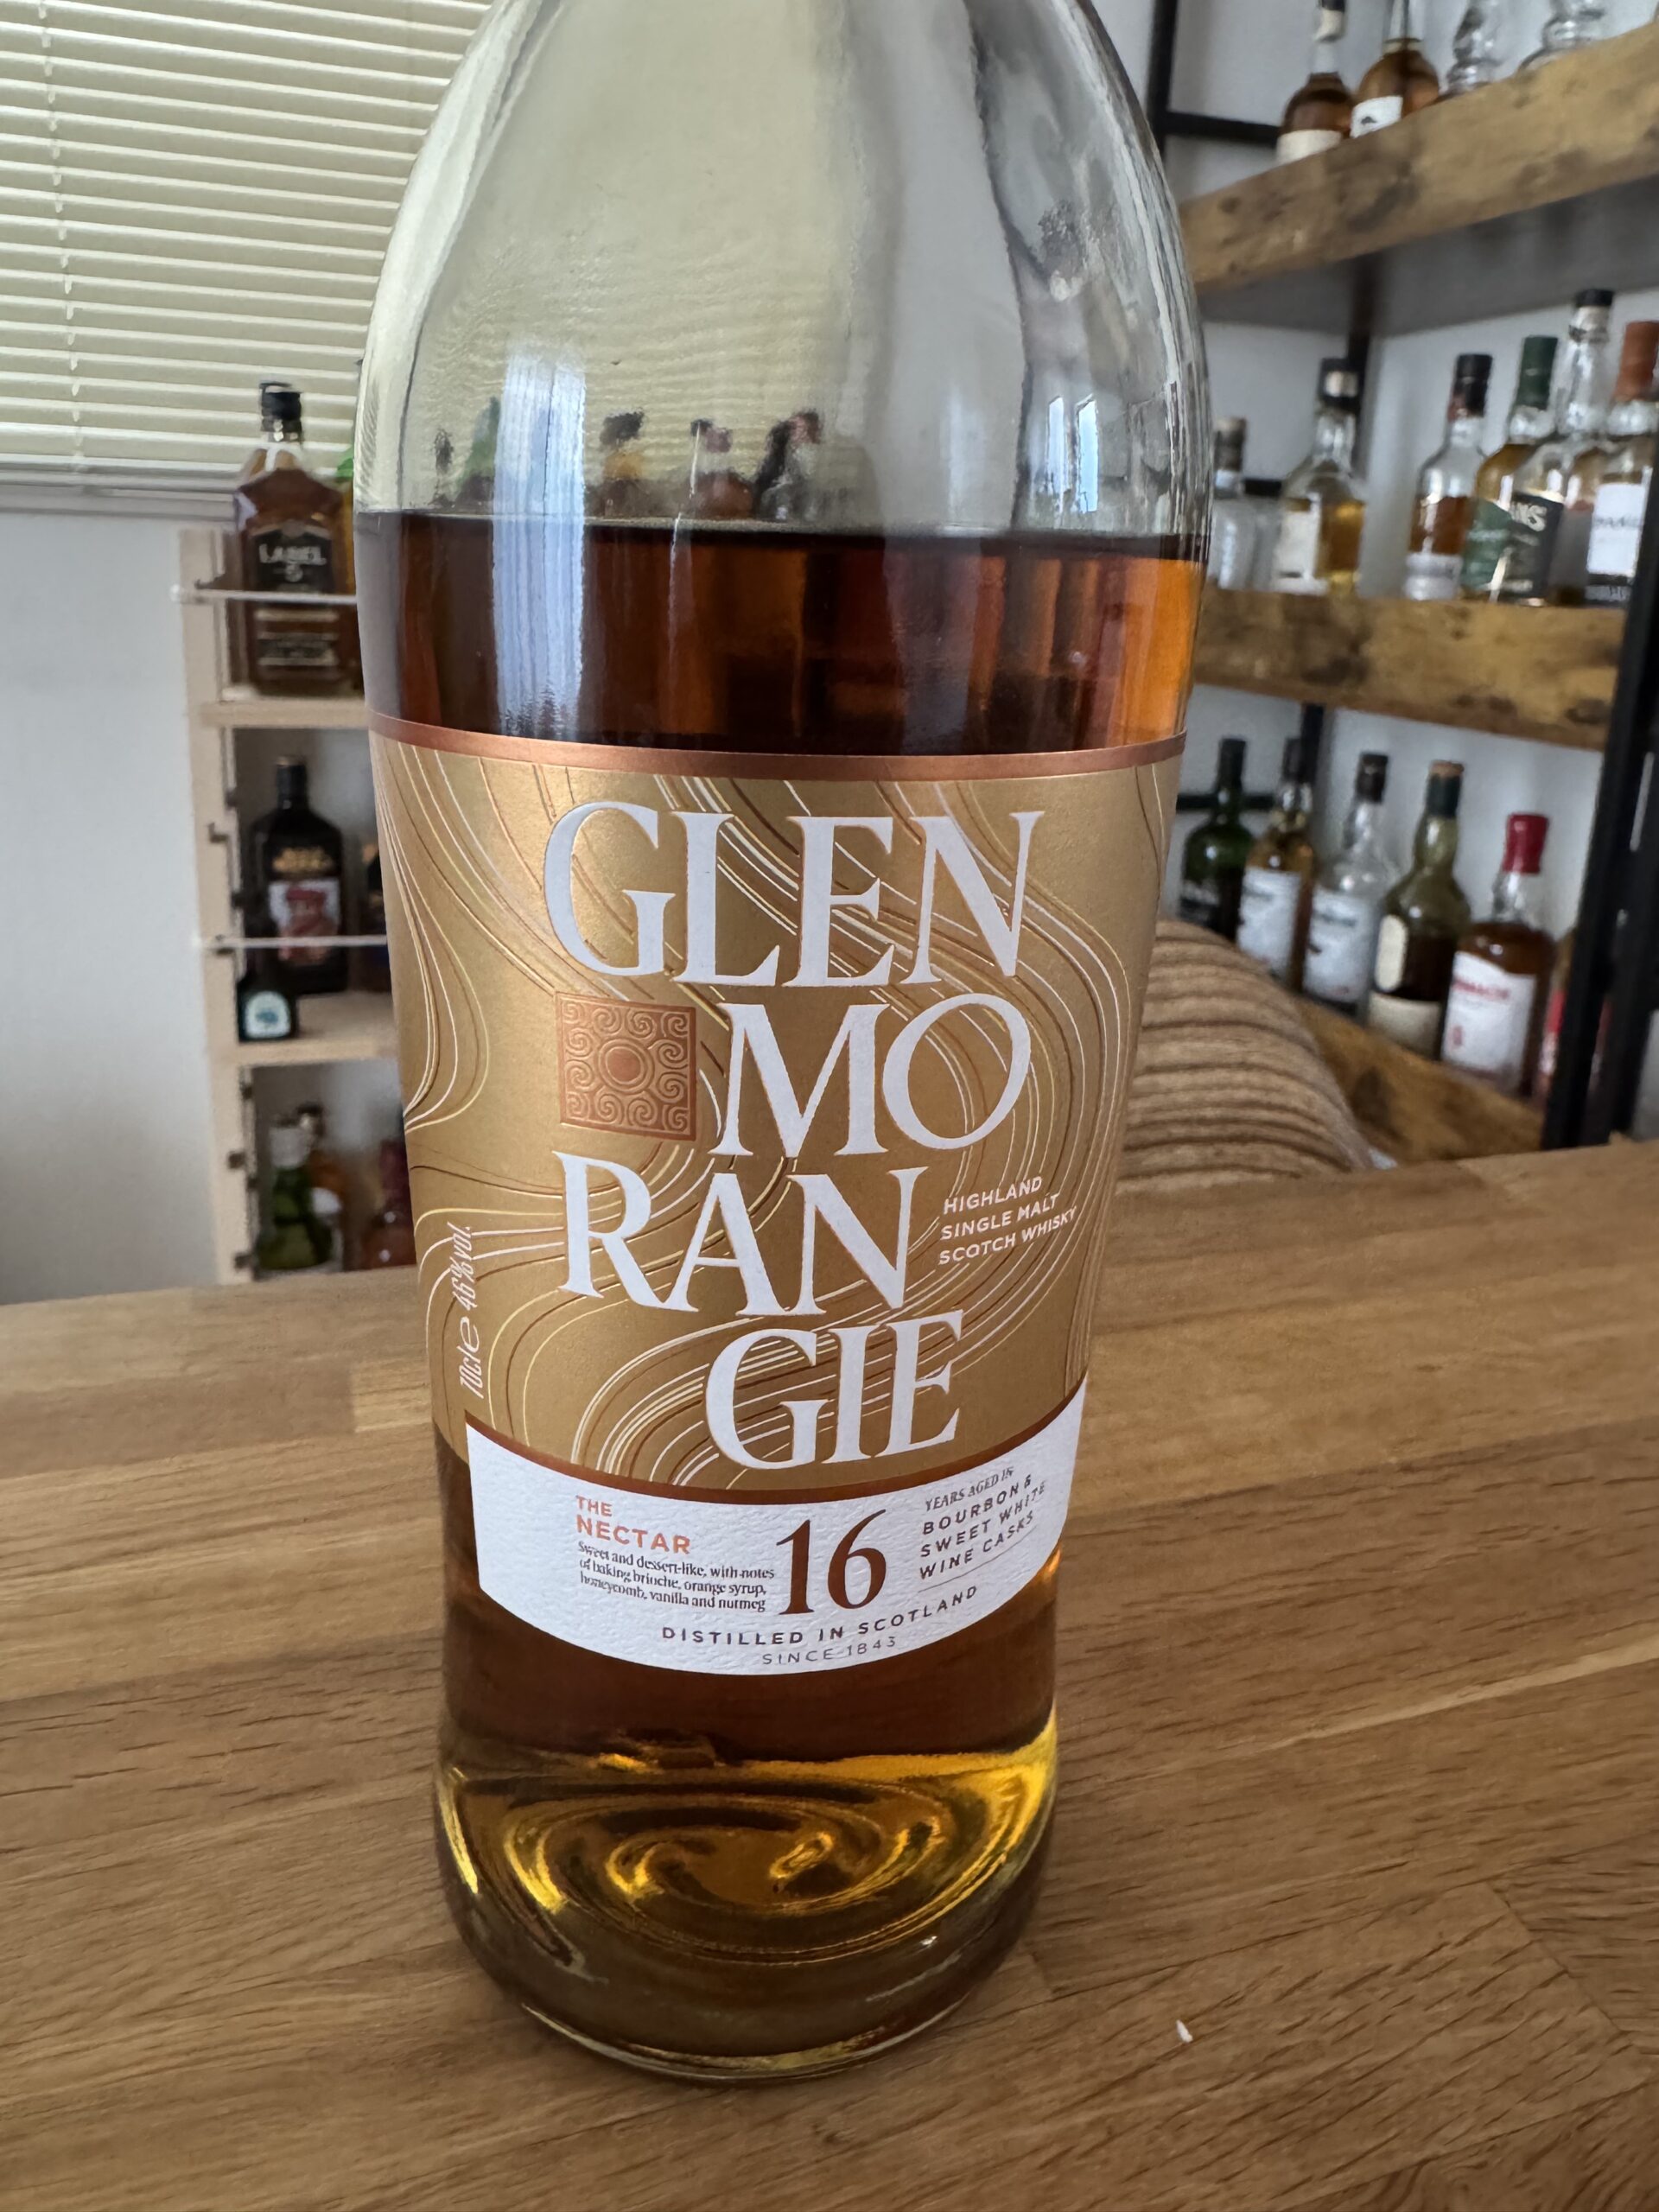 GLEN
MO
RAN
GIE
HIGHLAND
SINGLE MALT
SCOTCH WHISKY
70cl e 46%vol.
THE
NECTAR
Sweet and dessert-like, with notes
of baking brioche, orange syrup,
honeycomb, vanilla and nutmeg
16
YEARS AGED IN
BOURBON &
SWEET WHITE
WINE CASKS
DISTILLED IN SCOTLAND
SINCE 1843
LABEL
5